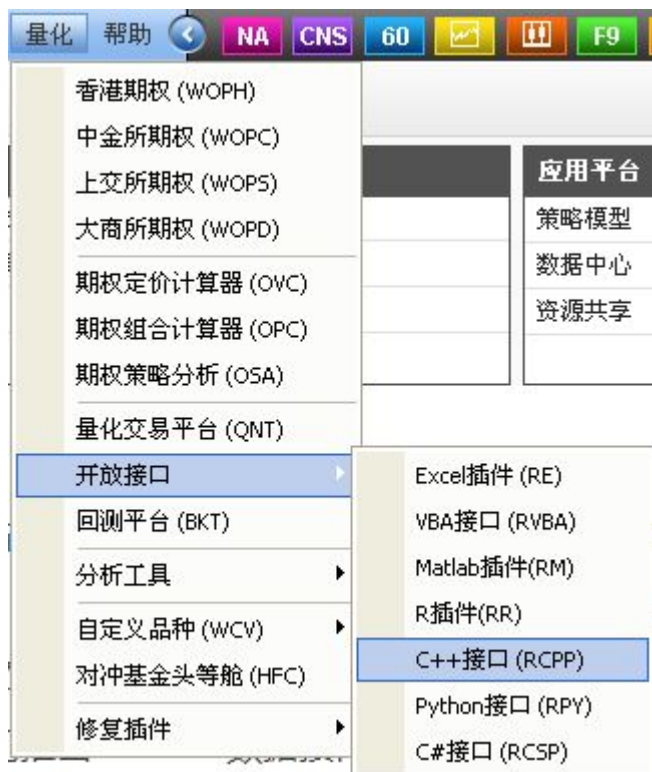 量化 帮助 NA CNS 60 F9
香港期权 (WOPH)
中金所期权 (WOPC)
上交所期权 (WOPS)
大商所期权 (WOPD)
期权定价计算器 (OVC)
期权组合计算器 (OPC)
期权策略分析 (OSA)
量化交易平台 (QNT)
开放接口
回测平台 (BKT)
分析工具
自定义品种 (WCV)
对冲基金头等舱 (HFC)
修复插件
应用平台
策略模型
数据中心
资源共享
Excel插件 (RE)
VBA接口 (RVBA)
Matlab插件(RM)
R插件(RR)
C++接口 (RCPP)
Python接口 (RPY)
C#接口 (RCSP)